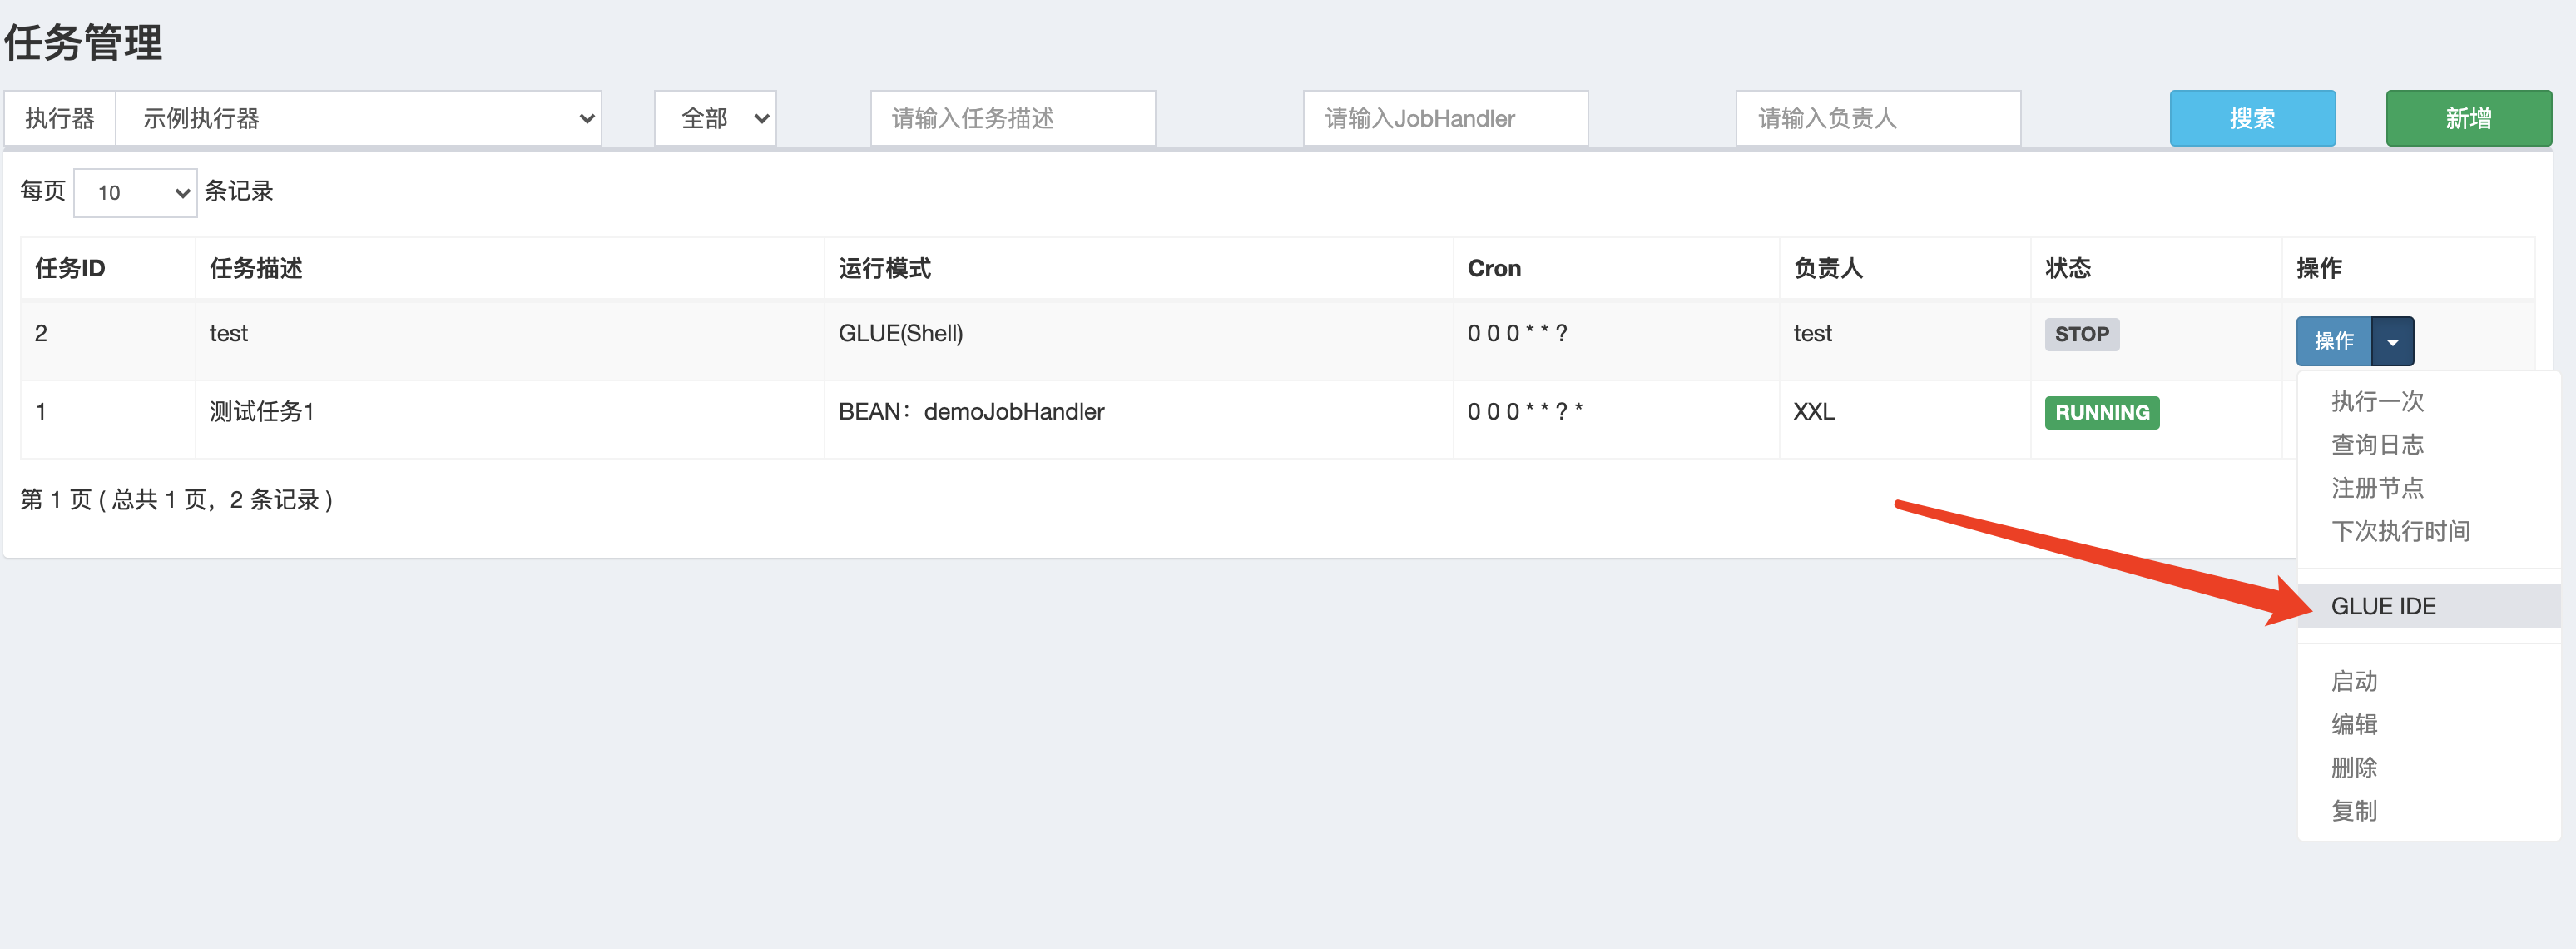 任务管理
执行器 示例执行器 全部 请输入任务描述 请输入JobHandler 请输入负责人 搜索 新增
每页 10 条记录
任务ID 任务描述 运行模式 Cron 负责人 状态 操作
2 test GLUE(Shell) 0 0 0 * * ? test STOP 操作
1 测试任务1 BEAN：demoJobHandler 0 0 0 * * ? * XXL RUNNING
第 1 页 ( 总共 1 页，2 条记录 )
执行一次
查询日志
注册节点
下次执行时间
GLUE IDE
启动
编辑
删除
复制